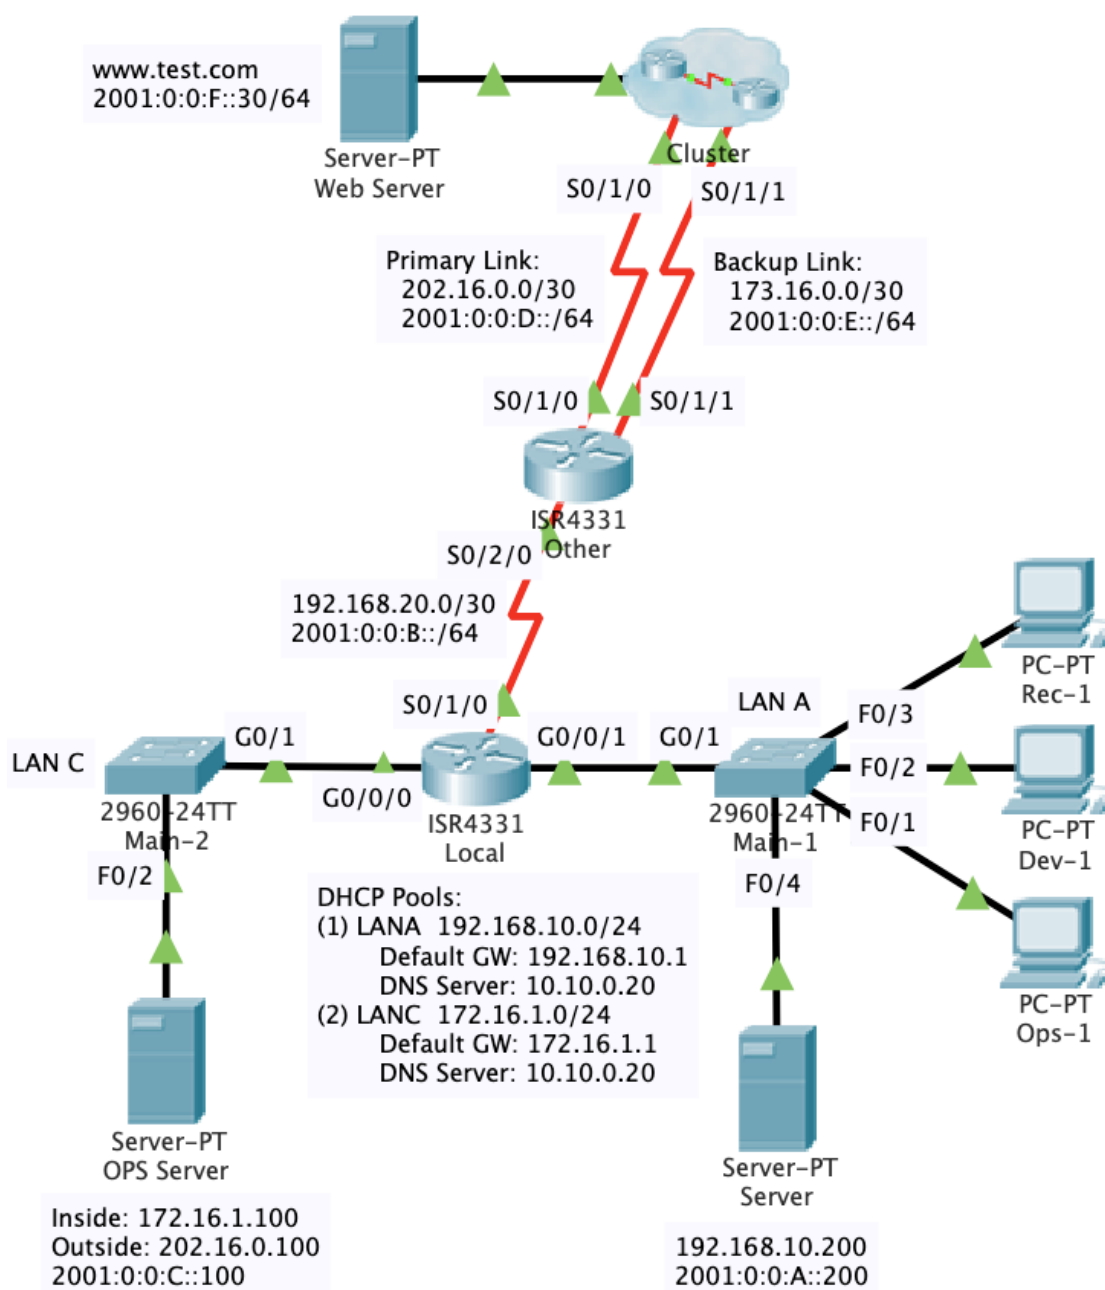 www.test.com
2001:0:0:F::30/64
Server-PT
Web Server
Cluster
S0/1/0
S0/1/1
Primary Link:
202.16.0.0/30
2001:0:0:D::/64
Backup Link:
173.16.0.0/30
2001:0:0:E::/64
S0/1/0
S0/1/1
ISR4331
Other
S0/2/0
192.168.20.0/30
2001:0:0:B::/64
S0/1/0
PC-PT
Rec-1
LAN A
F0/3
LAN C
G0/1
G0/0/1
G0/1
F0/2
G0/0/0
2960-24TT
Main-2
ISR4331
Local
2960-24TT
Main-1
F0/1
PC-PT
Dev-1
F0/2
F0/4
DHCP Pools:
(1) LANA 192.168.10.0/24
Default GW: 192.168.10.1
DNS Server: 10.10.0.20
(2) LANC 172.16.1.0/24
Default GW: 172.16.1.1
DNS Server: 10.10.0.20
PC-PT
Ops-1
Server-PT
OPS Server
Server-PT
Server
Inside: 172.16.1.100
Outside: 202.16.0.100
2001:0:0:C::100
192.168.10.200
2001:0:0:A::200